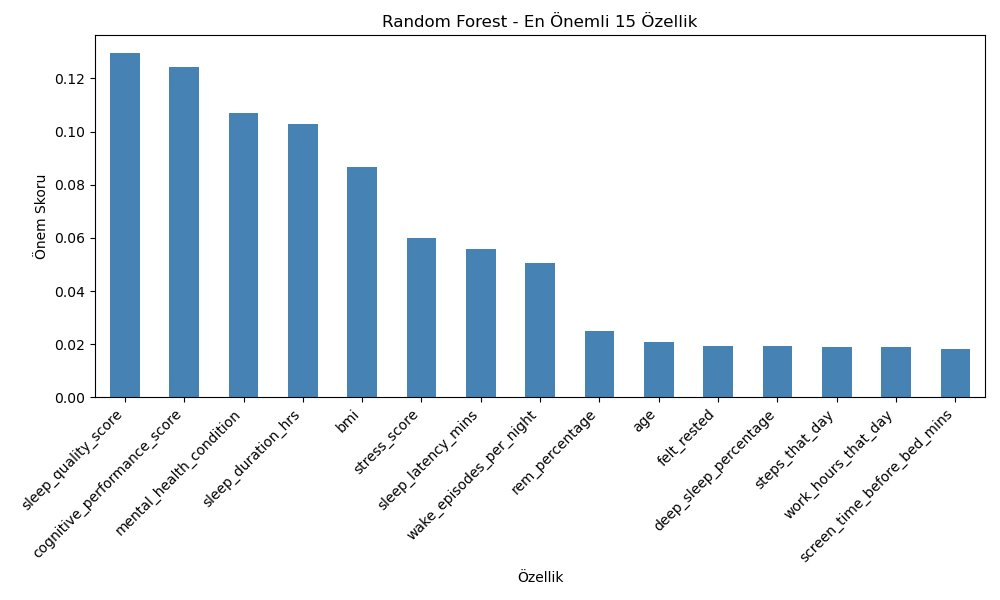 Random Forest - En Önemli 15 Özellik
Önem Skoru
0.12
0.10
0.08
0.06
0.04
0.02
0.00
sleep_quality_score
cognitive_performance_score
mental_health_condition
sleep_duration_hrs
bmi
stress_score
sleep_latency_mins
wake_episodes_per_night
rem_percentage
age
felt_rested
deep_sleep_percentage
steps_that_day
work_hours_that_day
screen_time_before_bed_mins
Özellik